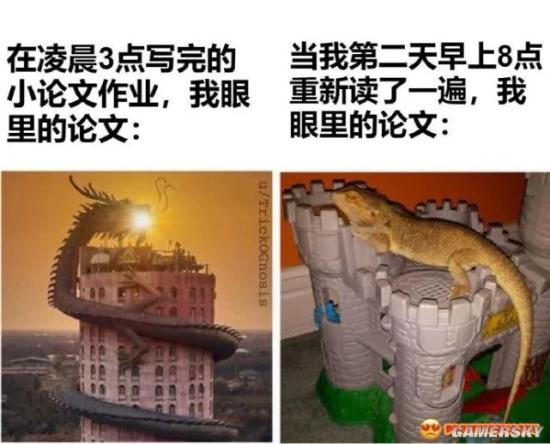 在凌晨3点写完的
小论文作业，我眼
里的论文：
当我第二天早上8点
重新读了一遍，我
眼里的论文：
u/Tr1ck0Gnosis
GAMERSKY